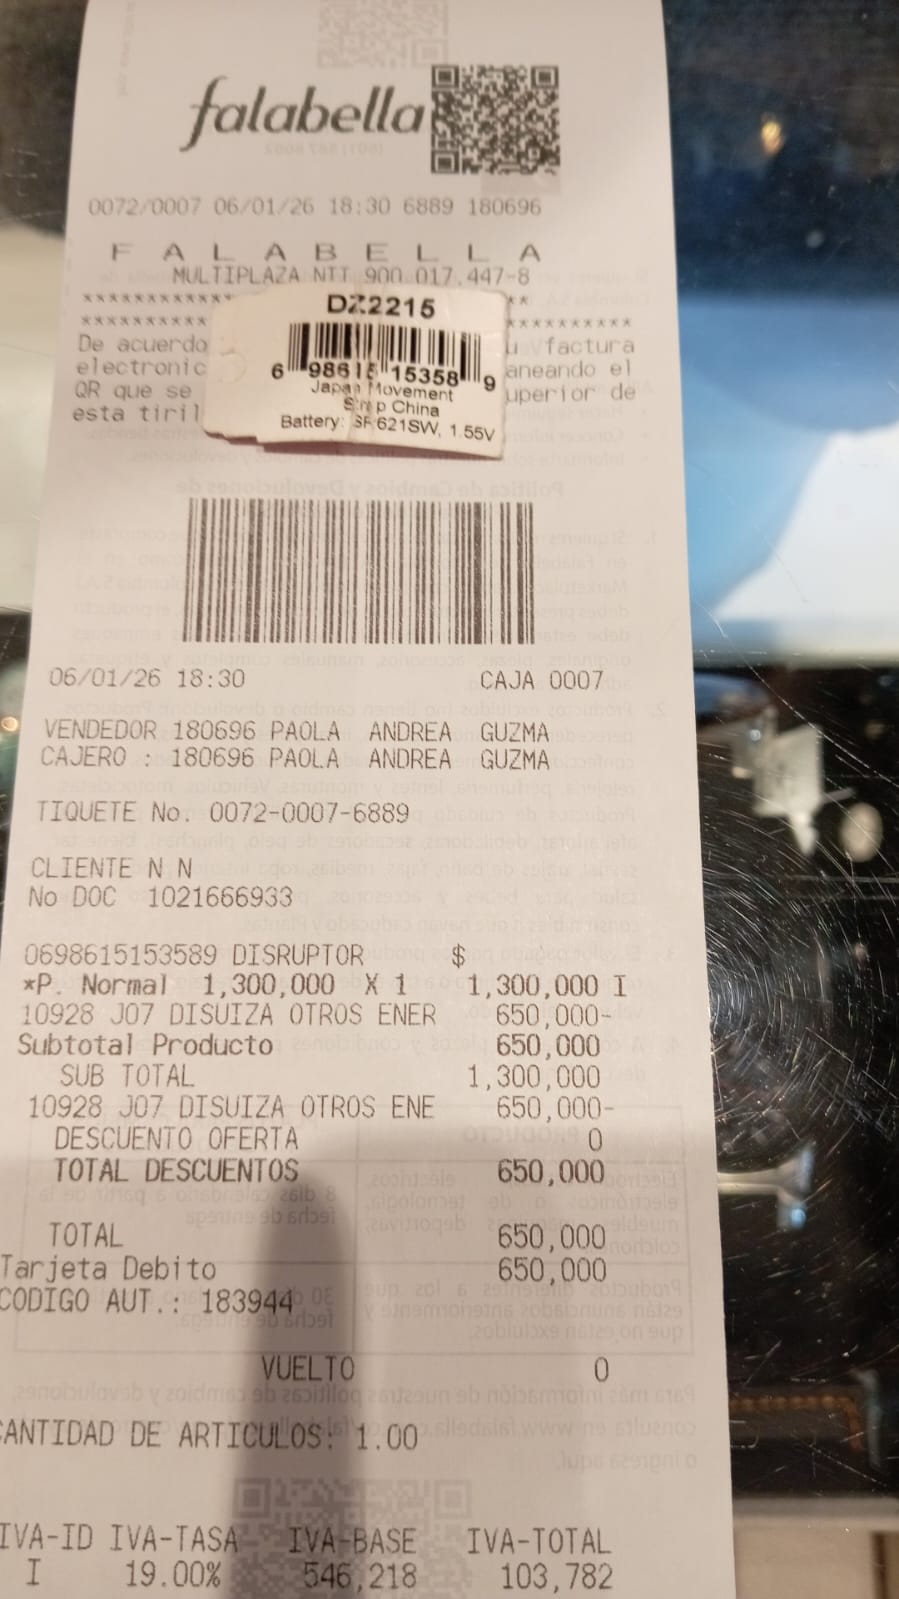 falabella
0072/0007 06/01/26 18:30 6889 180696
F A L A B E L L A
MULTIPLAZA NIT 900.017.447-8
DZ2215
De acuerdo
u factura
electronic
aneando el
QR que se
uperior de
esta tiril
6 98615 15358 9
Japan Movement
Strap China
Battery: SR621SW, 1.55V
06/01/26 18:30 CAJA 0007
VENDEDOR 180696 PAOLA ANDREA GUZMA
CAJERO : 180696 PAOLA ANDREA GUZMA
TIQUETE No. 0072-0007-6889
CLIENTE N N
No DOC 1021666933
0698615153589 DISRUPTOR $
*P. Normal 1,300,000 X 1 1,300,000 I
10928 J07 DISUIZA OTROS ENER 650,000-
Subtotal Producto 650,000
SUB TOTAL 1,300,000
10928 J07 DISUIZA OTROS ENE 650,000-
DESCUENTO OFERTA 0
TOTAL DESCUENTOS 650,000
TOTAL 650,000
Tarjeta Debito 650,000
CODIGO AUT.: 183944
VUELTO 0
CANTIDAD DE ARTICULOS: 1.00
IVA-ID IVA-TASA IVA-BASE IVA-TOTAL
I 19.00% 546,218 103,782